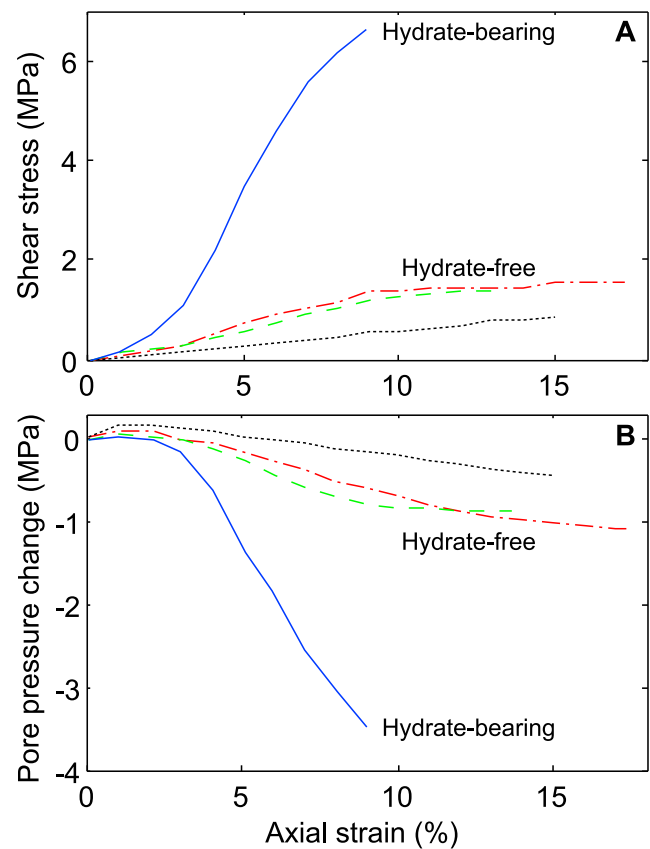 A
Hydrate-bearing
6
4
2
0
Shear stress (MPa)
Hydrate-free
0
5
10
15
B
0
-1
-2
-3
-4
Pore pressure change (MPa)
Hydrate-free
Hydrate-bearing
0
5
10
15
Axial strain (%)